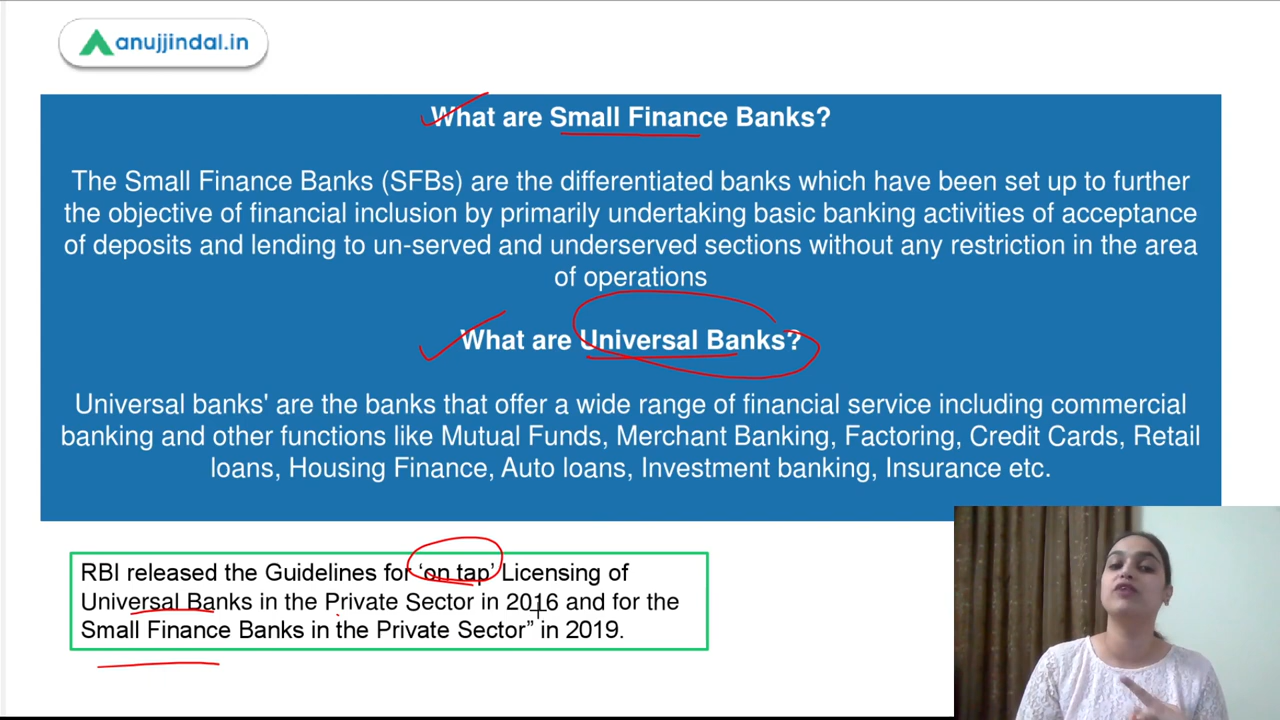 anujjindal.in
What are Small Finance Banks?
The Small Finance Banks (SFBs) are the differentiated banks which have been set up to further
the objective of financial inclusion by primarily undertaking basic banking activities of acceptance
of deposits and lending to un-served and underserved sections without any restriction in the area
of operations
What are Universal Banks?
Universal banks' are the banks that offer a wide range of financial service including commercial
banking and other functions like Mutual Funds, Merchant Banking, Factoring, Credit Cards, Retail
loans, Housing Finance, Auto loans, Investment banking, Insurance etc.
RBI released the Guidelines for ‘on tap’ Licensing of
Universal Banks in the Private Sector in 2016 and for the
Small Finance Banks in the Private Sector” in 2019.